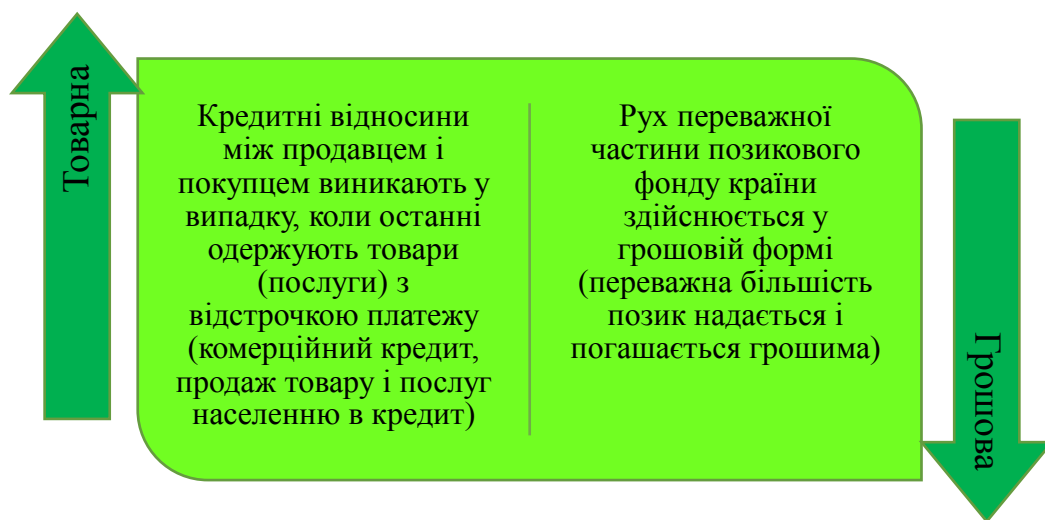 Товарна
Кредитні відносини
між продавцем і
покупцем виникають у
випадку, коли останні
одержують товари
(послуги) з
відстрочкою платежу
(комерційний кредит,
продаж товару і послуг
населенню в кредит)
Рух переважної
частини позикового
фонду країни
здійснюється у
грошовій формі
(переважна більшість
позик надається і
погашається грошима)
Грошова